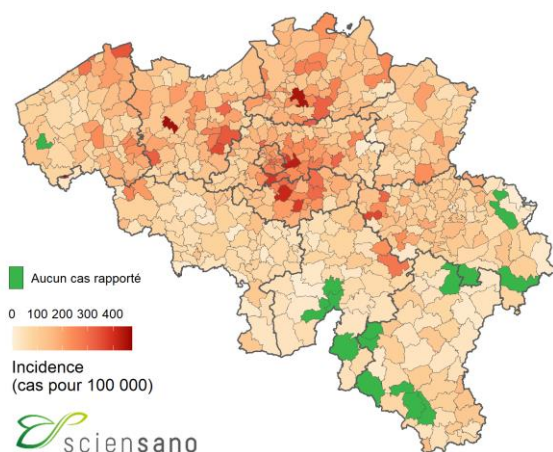 Aucun cas rapporté
0 100 200 300 400
Incidence
(cas pour 100 000)
sciensano